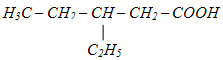 H₃C – CH₂ – CH – CH₂ – COOH
|
C₂H₅